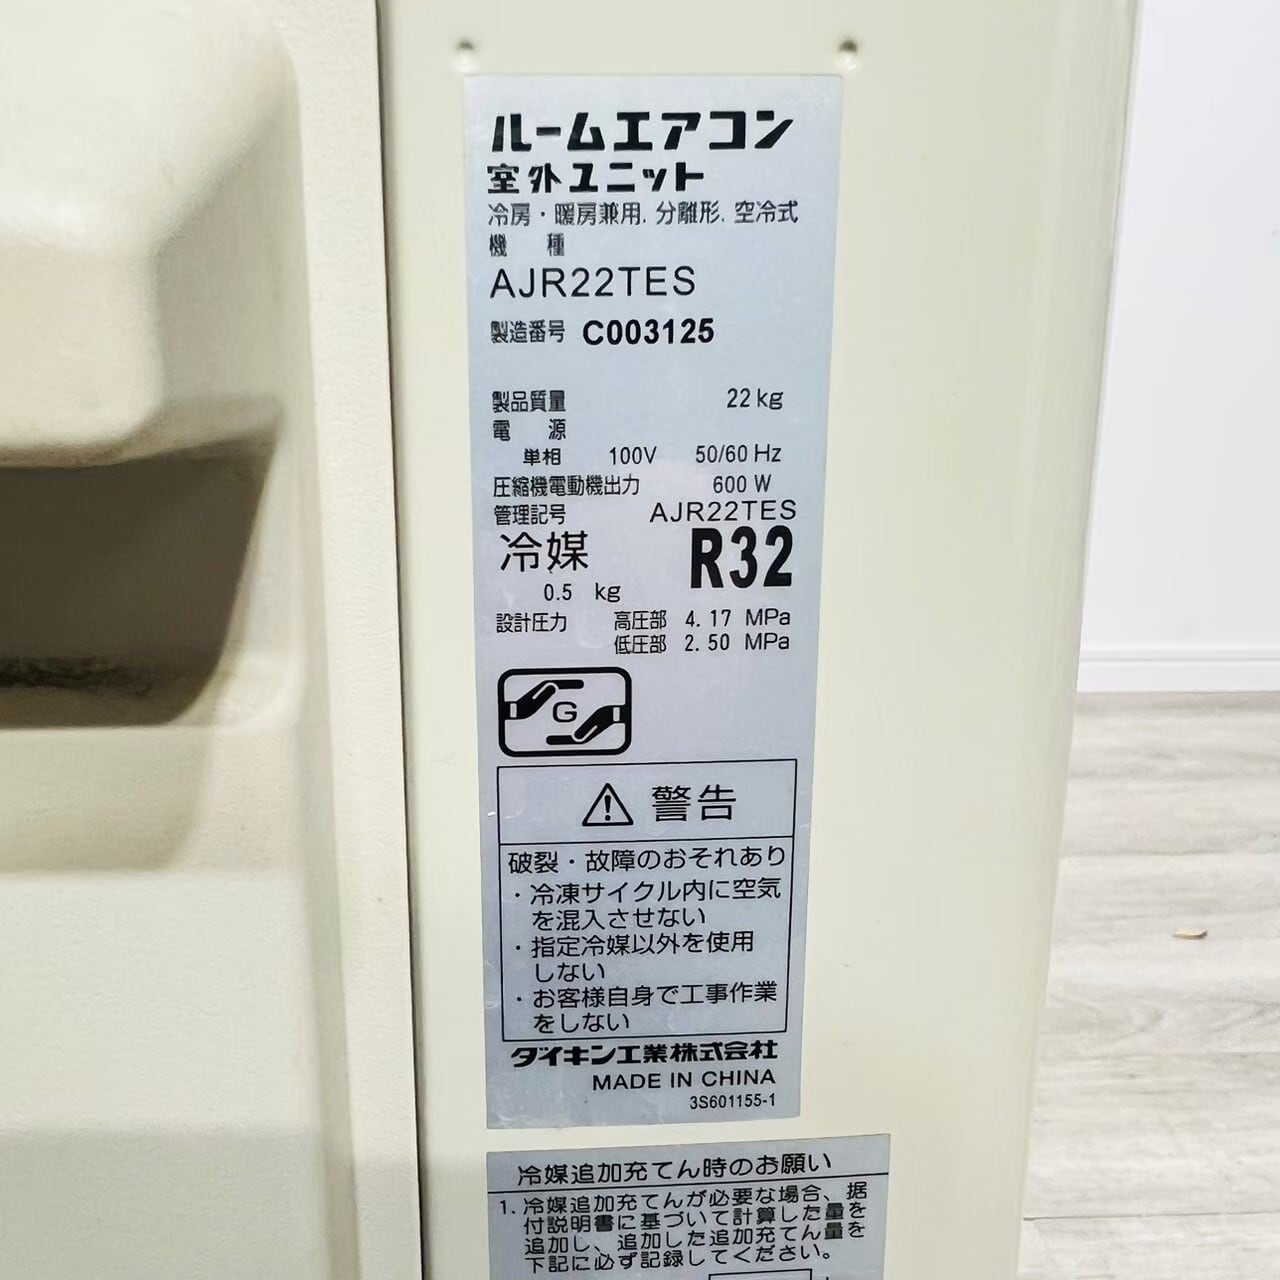 ルームエアコン
室外ユニット
冷房・暖房兼用. 分離形. 空冷式
機 種
AJR22TES
製造番号 C003125
製品質量 22kg
電 源
単相 100V 50/60 Hz
圧縮機電動機出力 600 W
管理記号 AJR22TES
冷媒 R32
0.5 kg
設計圧力 高圧部 4.17 MPa
低圧部 2.50 MPa
G
警告
破裂・故障のおそれあり
・冷凍サイクル内に空気
を混入させない
・指定冷媒以外を使用
しない
・お客様自身で工事作業
をしない
ダイキン工業株式会社
MADE IN CHINA
3S601155-1
冷媒追加充てん時のお願い
1. 冷媒追加充てんが必要な場合、据
付説明書に基づいて計算した量を
追加し、追加した追加充てん量を
下記に必ず記録してください。